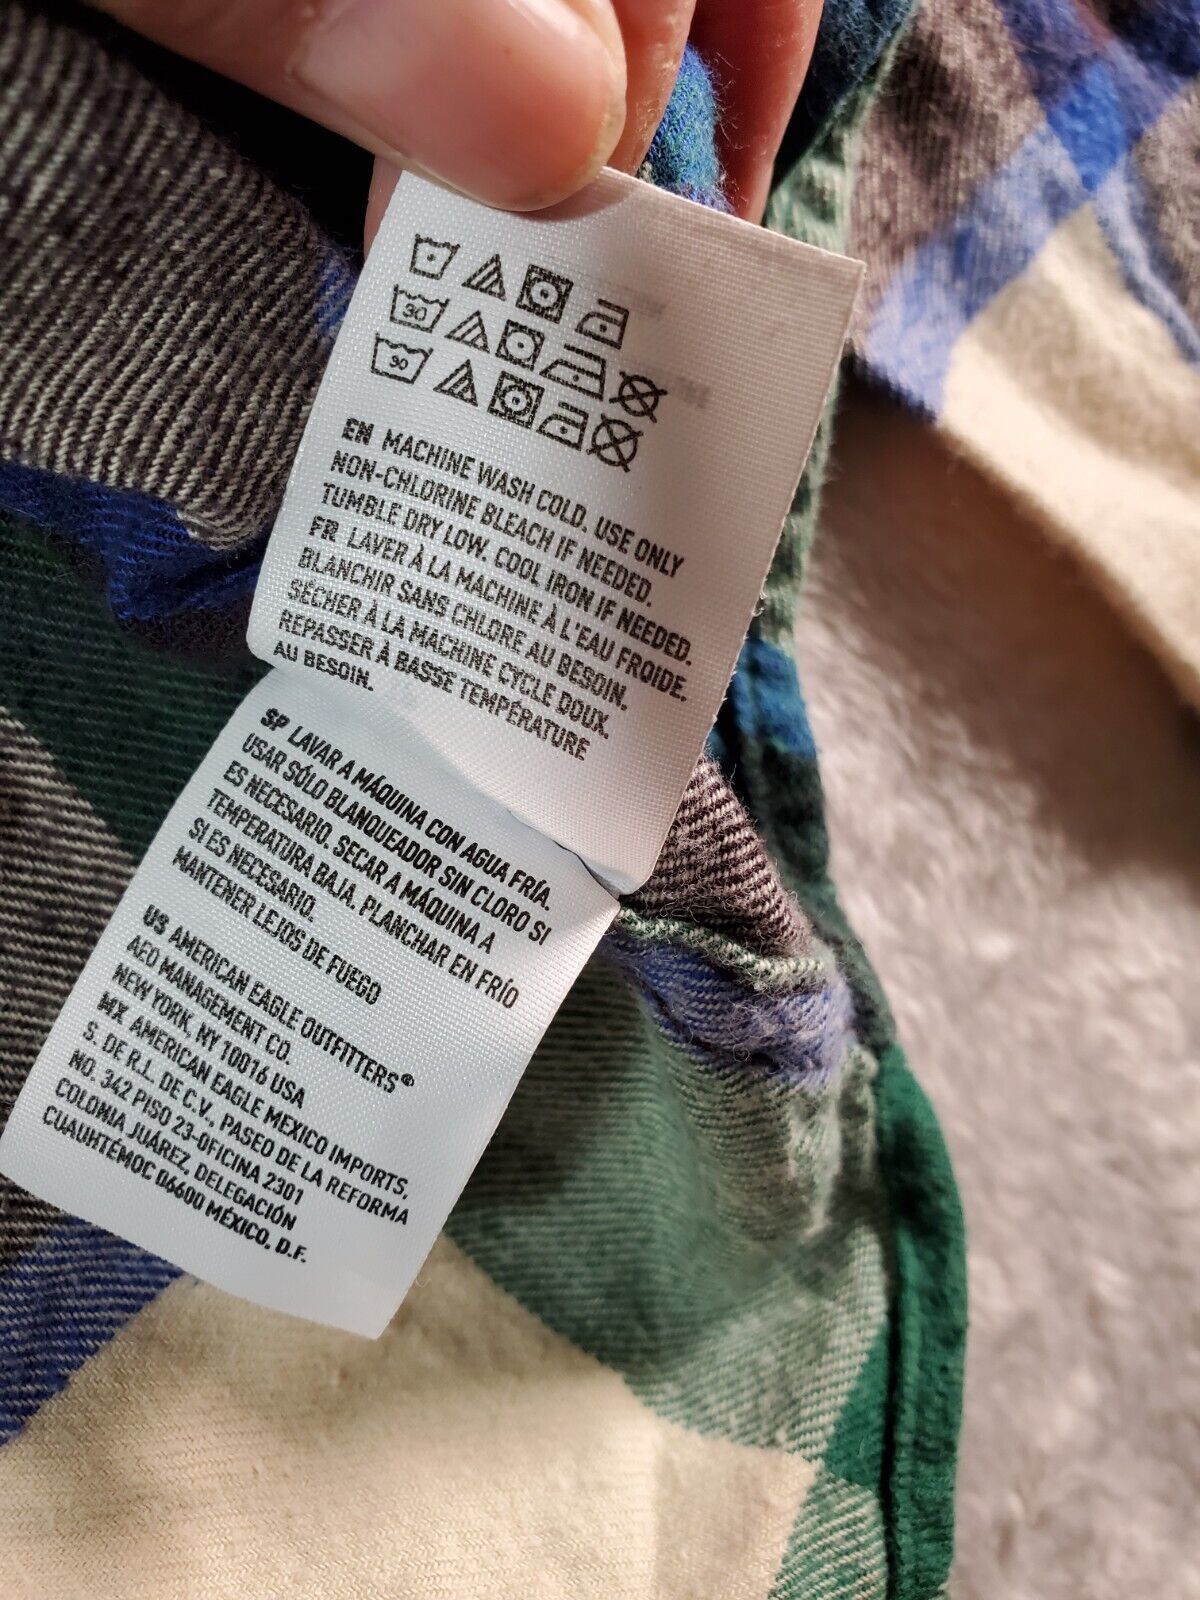 30
30
EN MACHINE WASH COLD. USE ONLY
NON-CHLORINE BLEACH IF NEEDED.
TUMBLE DRY LOW. COOL IRON IF NEEDED.
FR LAVER À LA MACHINE À L'EAU FROIDE.
BLANCHIR SANS CHLORE AU BESOIN.
SÉCHER À LA MACHINE CYCLE DOUX.
REPASSER À BASSE TEMPÉRATURE
AU BESOIN.
SP LAVAR A MÁQUINA CON AGUA FRÍA.
USAR SÓLO BLANQUEADOR SIN CLORO SI
ES NECESARIO. SECAR A MÁQUINA A
TEMPERATURA BAJA. PLANCHAR EN FRÍO
SI ES NECESARIO.
MANTENER LEJOS DE FUEGO
US AMERICAN EAGLE OUTFITTERS®
AEO MANAGEMENT CO.
NEW YORK, NY 10016 USA
MX AMERICAN EAGLE MEXICO IMPORTS,
S. DE R.L. DE C.V., PASEO DE LA REFORMA
NO. 342 PISO 23-OFICINA 2301
COLONIA JUÁREZ, DELEGACIÓN
CUAUHTÉMOC 06600 MÉXICO, D.F.